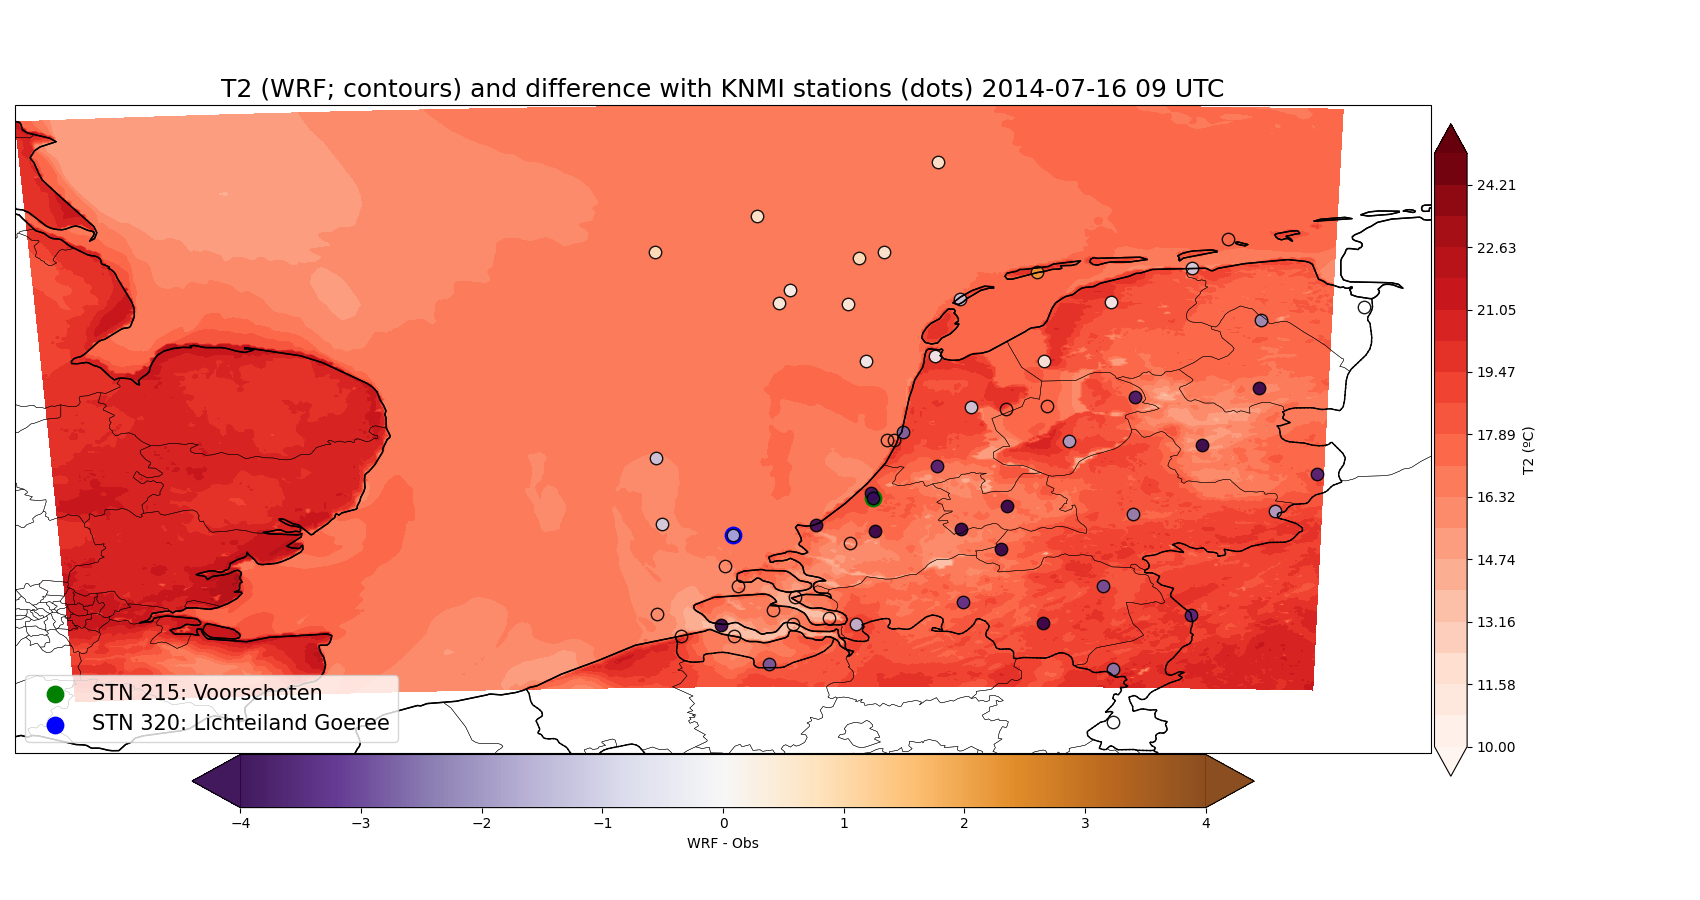 T2 (WRF; contours) and difference with KNMI stations (dots) 2014-07-16 09 UTC
24.21
22.63
21.05
19.47
17.89
16.32
14.74
13.16
11.58
10.00
T2 (ºC)
STN 215: Voorschoten
STN 320: Lichteiland Goeree
−4 −3 −2 −1 0 1 2 3 4
WRF - Obs